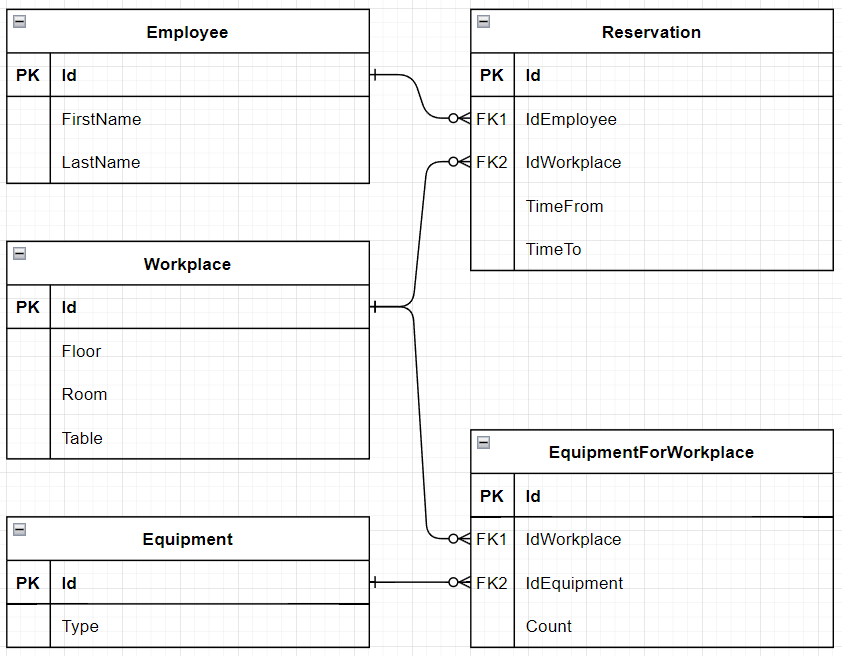 Employee
PK Id
FirstName
LastName
Workplace
PK Id
Floor
Room
Table
Equipment
PK Id
Type
Reservation
PK Id
FK1 IdEmployee
FK2 IdWorkplace
TimeFrom
TimeTo
EquipmentForWorkplace
PK Id
FK1 IdWorkplace
FK2 IdEquipment
Count